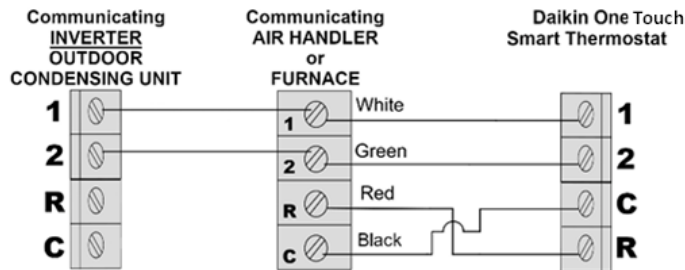 Communicating
INVERTER
OUTDOOR
CONDENSING UNIT
Communicating
AIR HANDLER
or
FURNACE
Daikin One Touch
Smart Thermostat
1
2
R
C
1
2
R
C
White
Green
Red
Black
1
2
C
R